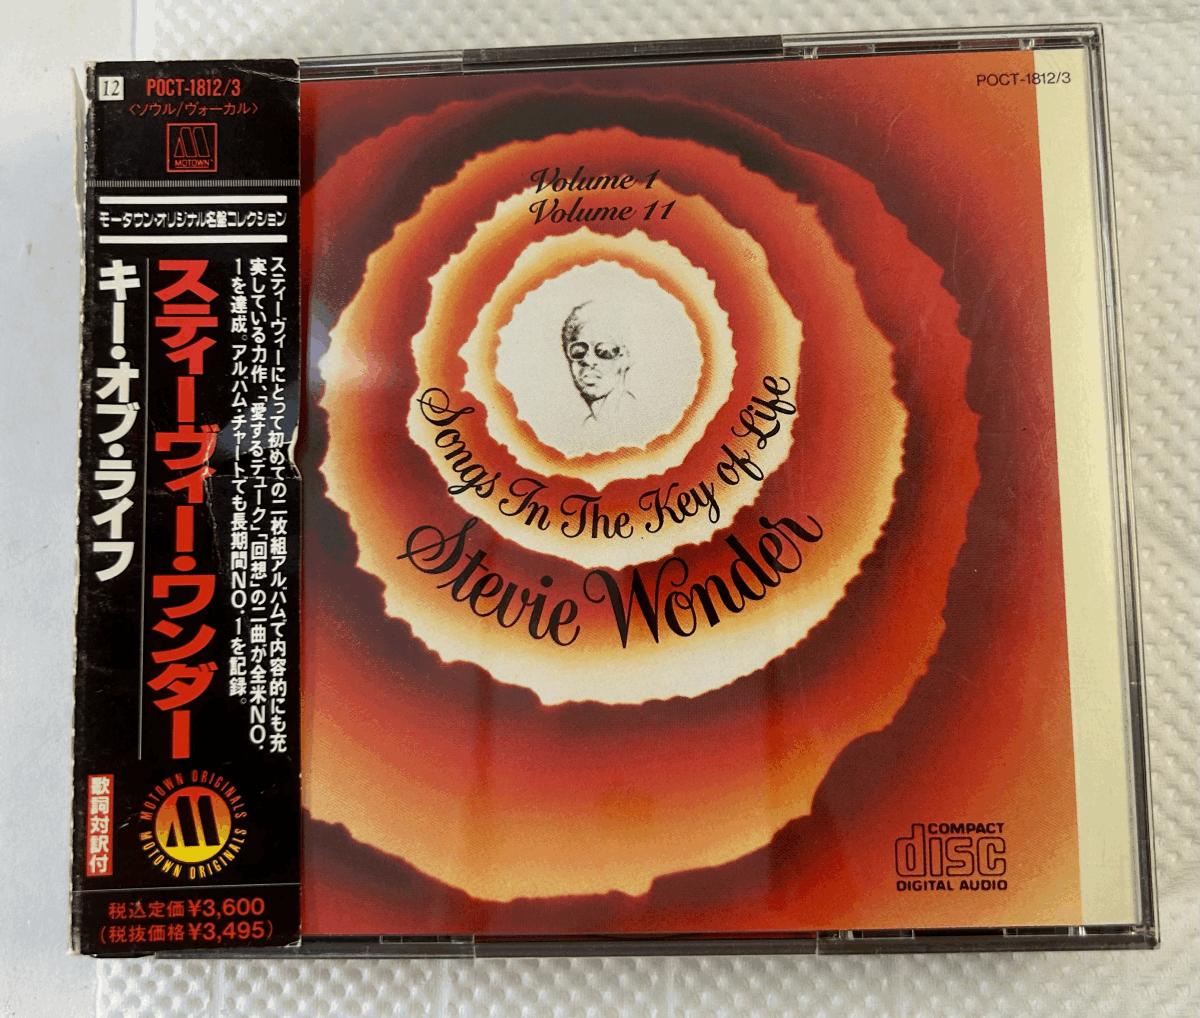 12
POCT-1812/3
〈ソウル/ヴォーカル〉
MOTOWN
モータウン・オリジナル名盤コレクション
スティーヴィーにとって初めての二枚組アルバムで内容的にも充
実している力作、「愛するデューク」「回想」の二曲が全米NO.
1を達成。アルバム・チャートでも長期間NO.1を記録。
スティーヴィー・ワンダー
キー・オブ・ライフ
歌詞対訳付
MOTOWN ORIGINALS
MOTOWN ORIGINALS
税込定価¥3,600
(税抜価格¥3,495)
POCT-1812/3
Volume 1
Volume 11
Songs In The Key of Life
Stevie Wonder
COMPACT
disc
DIGITAL AUDIO